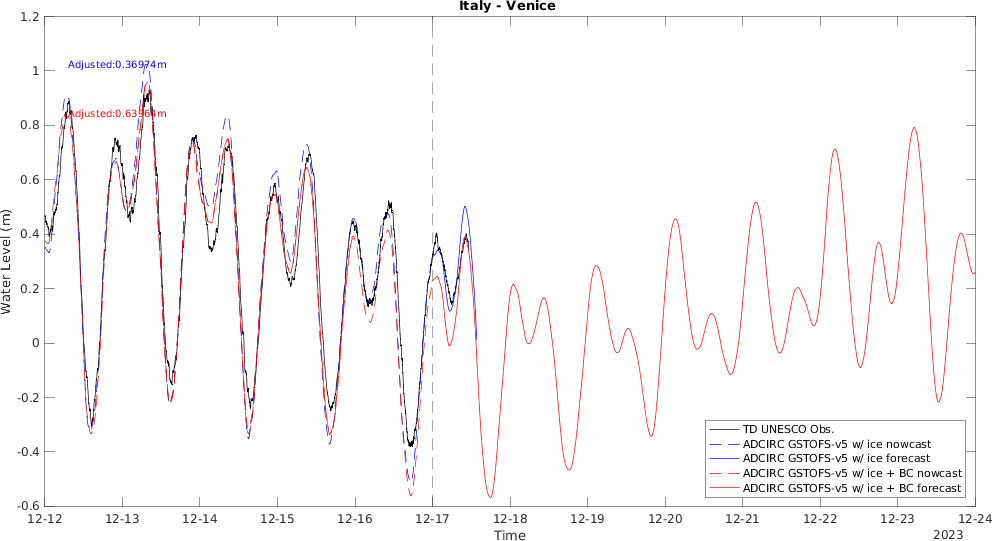 Italy - Venice
1.2
1
0.8
0.6
0.4
0.2
0
-0.2
-0.4
-0.6
Water Level (m)
Adjusted:0.36974m
Adjusted:0.63964m
TD UNESCO Obs.
ADCIRC GSTOFS-v5 w/ ice nowcast
ADCIRC GSTOFS-v5 w/ ice forecast
ADCIRC GSTOFS-v5 w/ ice + BC nowcast
ADCIRC GSTOFS-v5 w/ ice + BC forecast
12-12 12-13 12-14 12-15 12-16 12-17 12-18 12-19 12-20 12-21 12-22 12-23 12-24
Time
2023